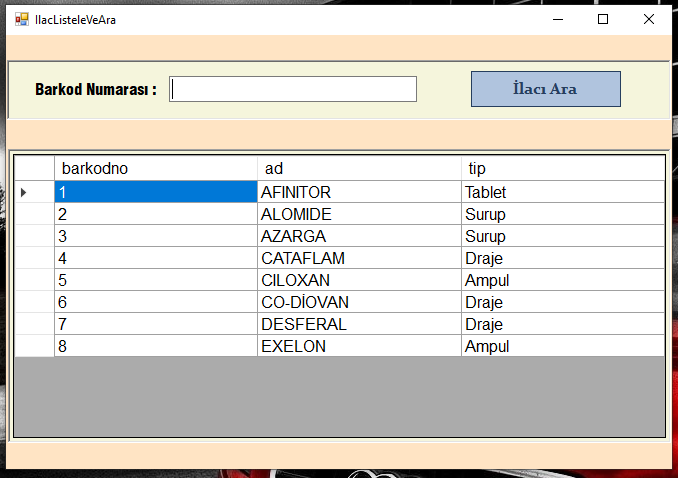 IlacListeleVeAra
Barkod Numarası :
İlacı Ara
barkodno ad tip
1 AFINITOR Tablet
2 ALOMIDE Surup
3 AZARGA Surup
4 CATAFLAM Draje
5 CILOXAN Ampul
6 CO-DİOVAN Draje
7 DESFERAL Draje
8 EXELON Ampul